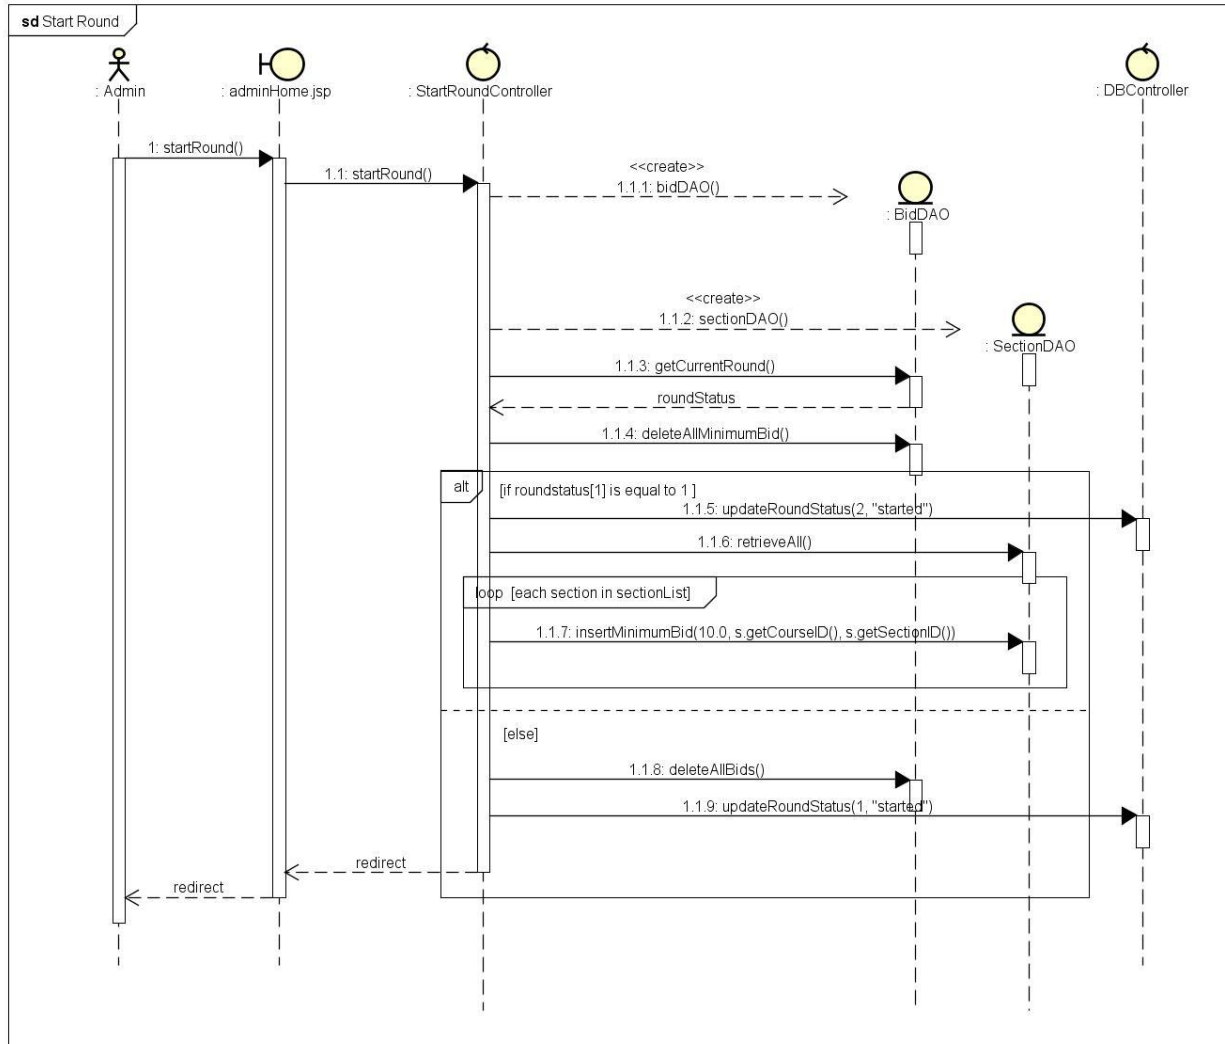 sd Start Round
: Admin
: adminHome.jsp
: StartRoundController
: DBController
1: startRound()
1.1: startRound()
<<create>>
1.1.1: bidDAO()
: BidDAO
<<create>>
1.1.2: sectionDAO()
: SectionDAO
1.1.3: getCurrentRound()
roundStatus
1.1.4: deleteAllMinimumBid()
alt
[if roundstatus[1] is equal to 1 ]
1.1.5: updateRoundStatus(2, "started")
1.1.6: retrieveAll()
loop [each section in sectionList]
1.1.7: insertMinimumBid(10.0, s.getCourseID(), s.getSectionID())
[else]
1.1.8: deleteAllBids()
1.1.9: updateRoundStatus(1, "started")
redirect
redirect